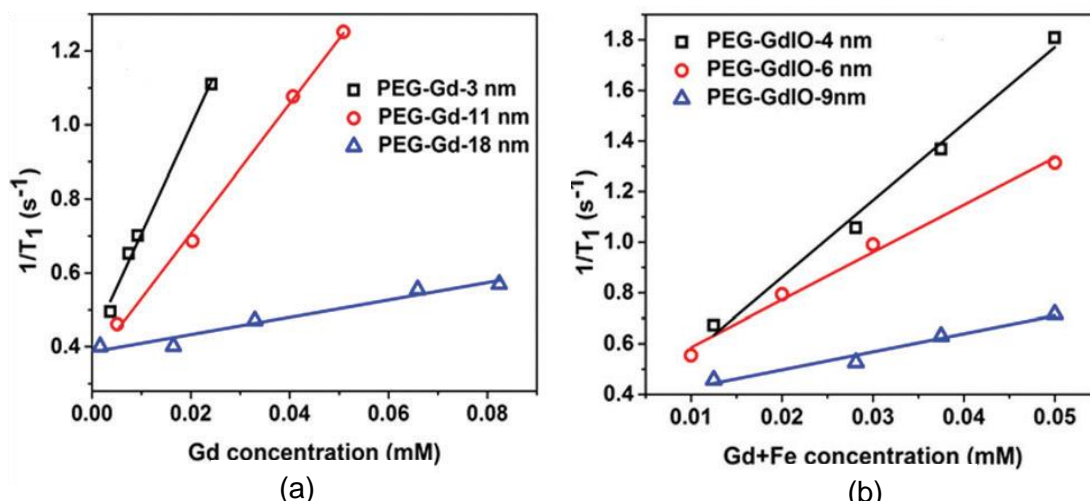 1.2
1.0
0.8
0.6
0.4
1/T₁ (s⁻¹)
PEG-Gd-3 nm
PEG-Gd-11 nm
PEG-Gd-18 nm
0.00 0.02 0.04 0.06 0.08
Gd concentration (mM)
(a)
1.8
1.6
1.4
1.2
1.0
0.8
0.6
0.4
1/T₁ (s⁻¹)
PEG-GdIO-4 nm
PEG-GdIO-6 nm
PEG-GdIO-9nm
0.01 0.02 0.03 0.04 0.05
Gd+Fe concentration (mM)
(b)